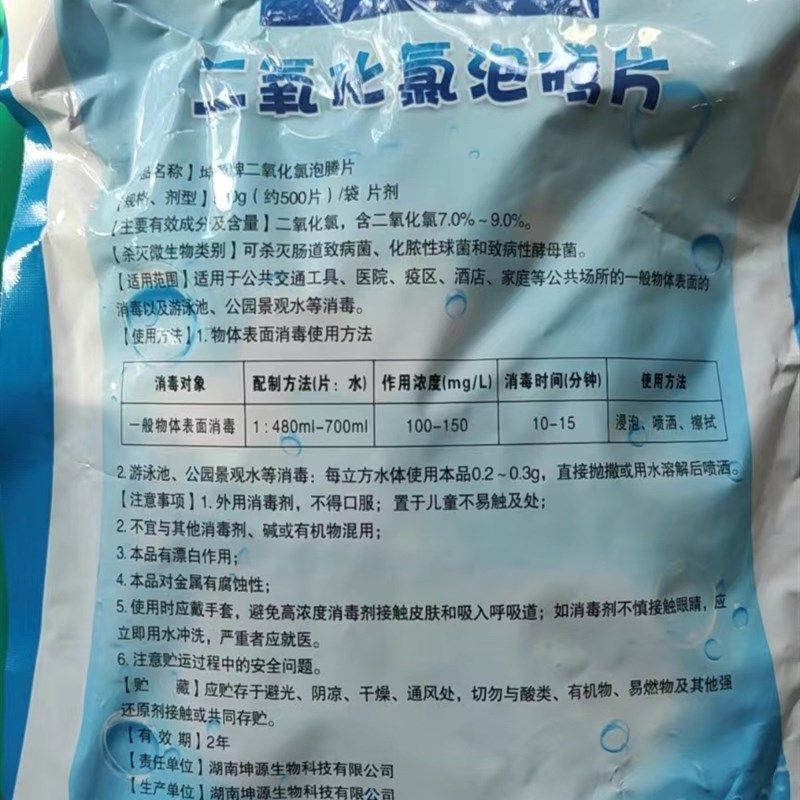 二氧化氯泡腾片
名称】坤 牌二氧化氯泡腾片
【规格、剂型】 0g（约500片）/袋 片剂
【主要有效成分及含量】二氧化氯，含二氧化氯7.0%~9.0%。
【杀灭微生物类别】可杀灭肠道致病菌、化脓性球菌和致病性酵母菌。
【适用范围】适用于公共交通工具、医院、疫区、酒店、家庭等公共场所的一般物体表面的
消毒以及游泳池、公园景观水等消毒。
【使用方法】1.物体表面消毒使用方法
消毒对象 配制方法(片：水) 作用浓度(mg/L) 消毒时间(分钟) 使用方法
一般物体表面消毒 1:480ml-700ml 100-150 10-15 浸泡、喷洒、擦拭
2.游泳池、公园景观水等消毒：每立方水体使用本品0.2~0.3g，直接抛撒或用水溶解后喷洒。
【注意事项】1.外用消毒剂，不得口服；置于儿童不易触及处；
2.不宜与其他消毒剂、碱或有机物混用；
3.本品有漂白作用；
4.本品对金属有腐蚀性；
5.使用时应戴手套，避免高浓度消毒剂接触皮肤和吸入呼吸道；如消毒剂不慎接触眼睛，应
立即用水冲洗，严重者应就医。
6.注意贮运过程中的安全问题。
【贮 藏】应贮存于避光、阴凉、干燥、通风处，切勿与酸类、有机物、易燃物及其他强
还原剂接触或共同存贮。
【有 效 期】2年
【责任单位】湖南坤源生物科技有限公司
【生产单位】湖南坤源生物科技有限公司